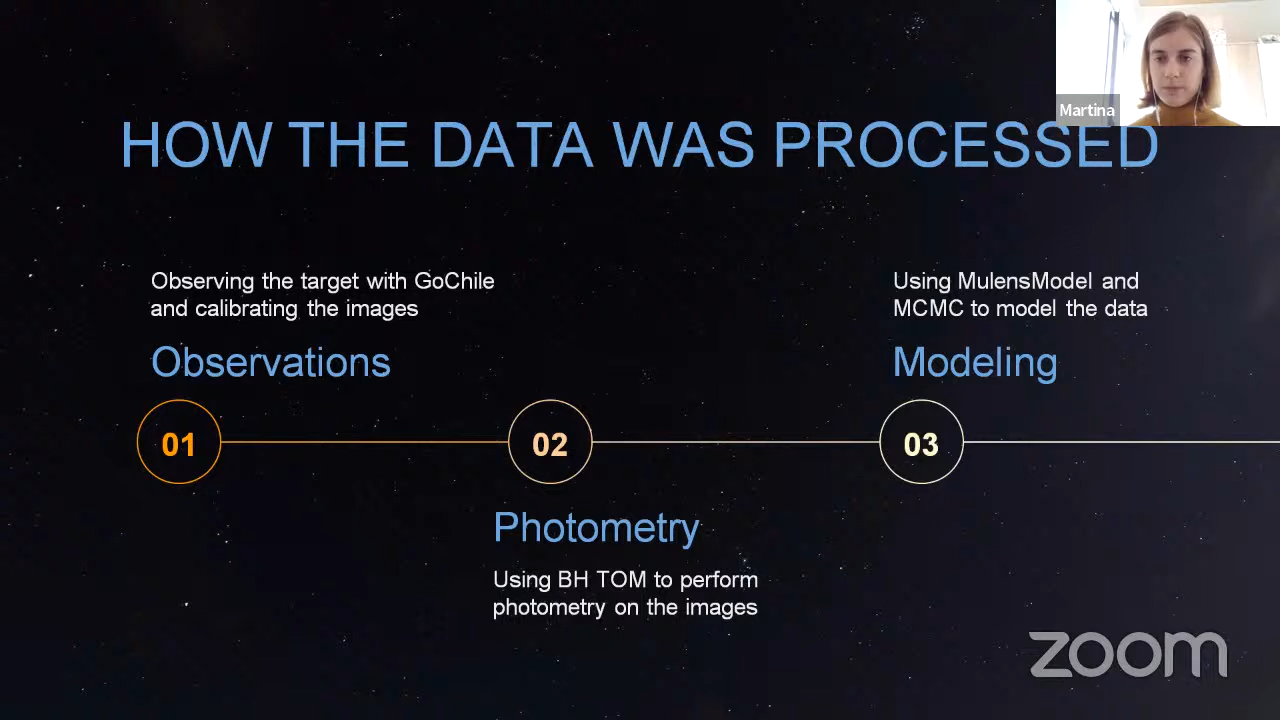 Martina
HOW THE DATA WAS PROCESSED
Observing the target with GoChile
and calibrating the images
Observations
01
02
Photometry
Using BH TOM to perform
photometry on the images
Using MulensModel and
MCMC to model the data
Modeling
03
zoom